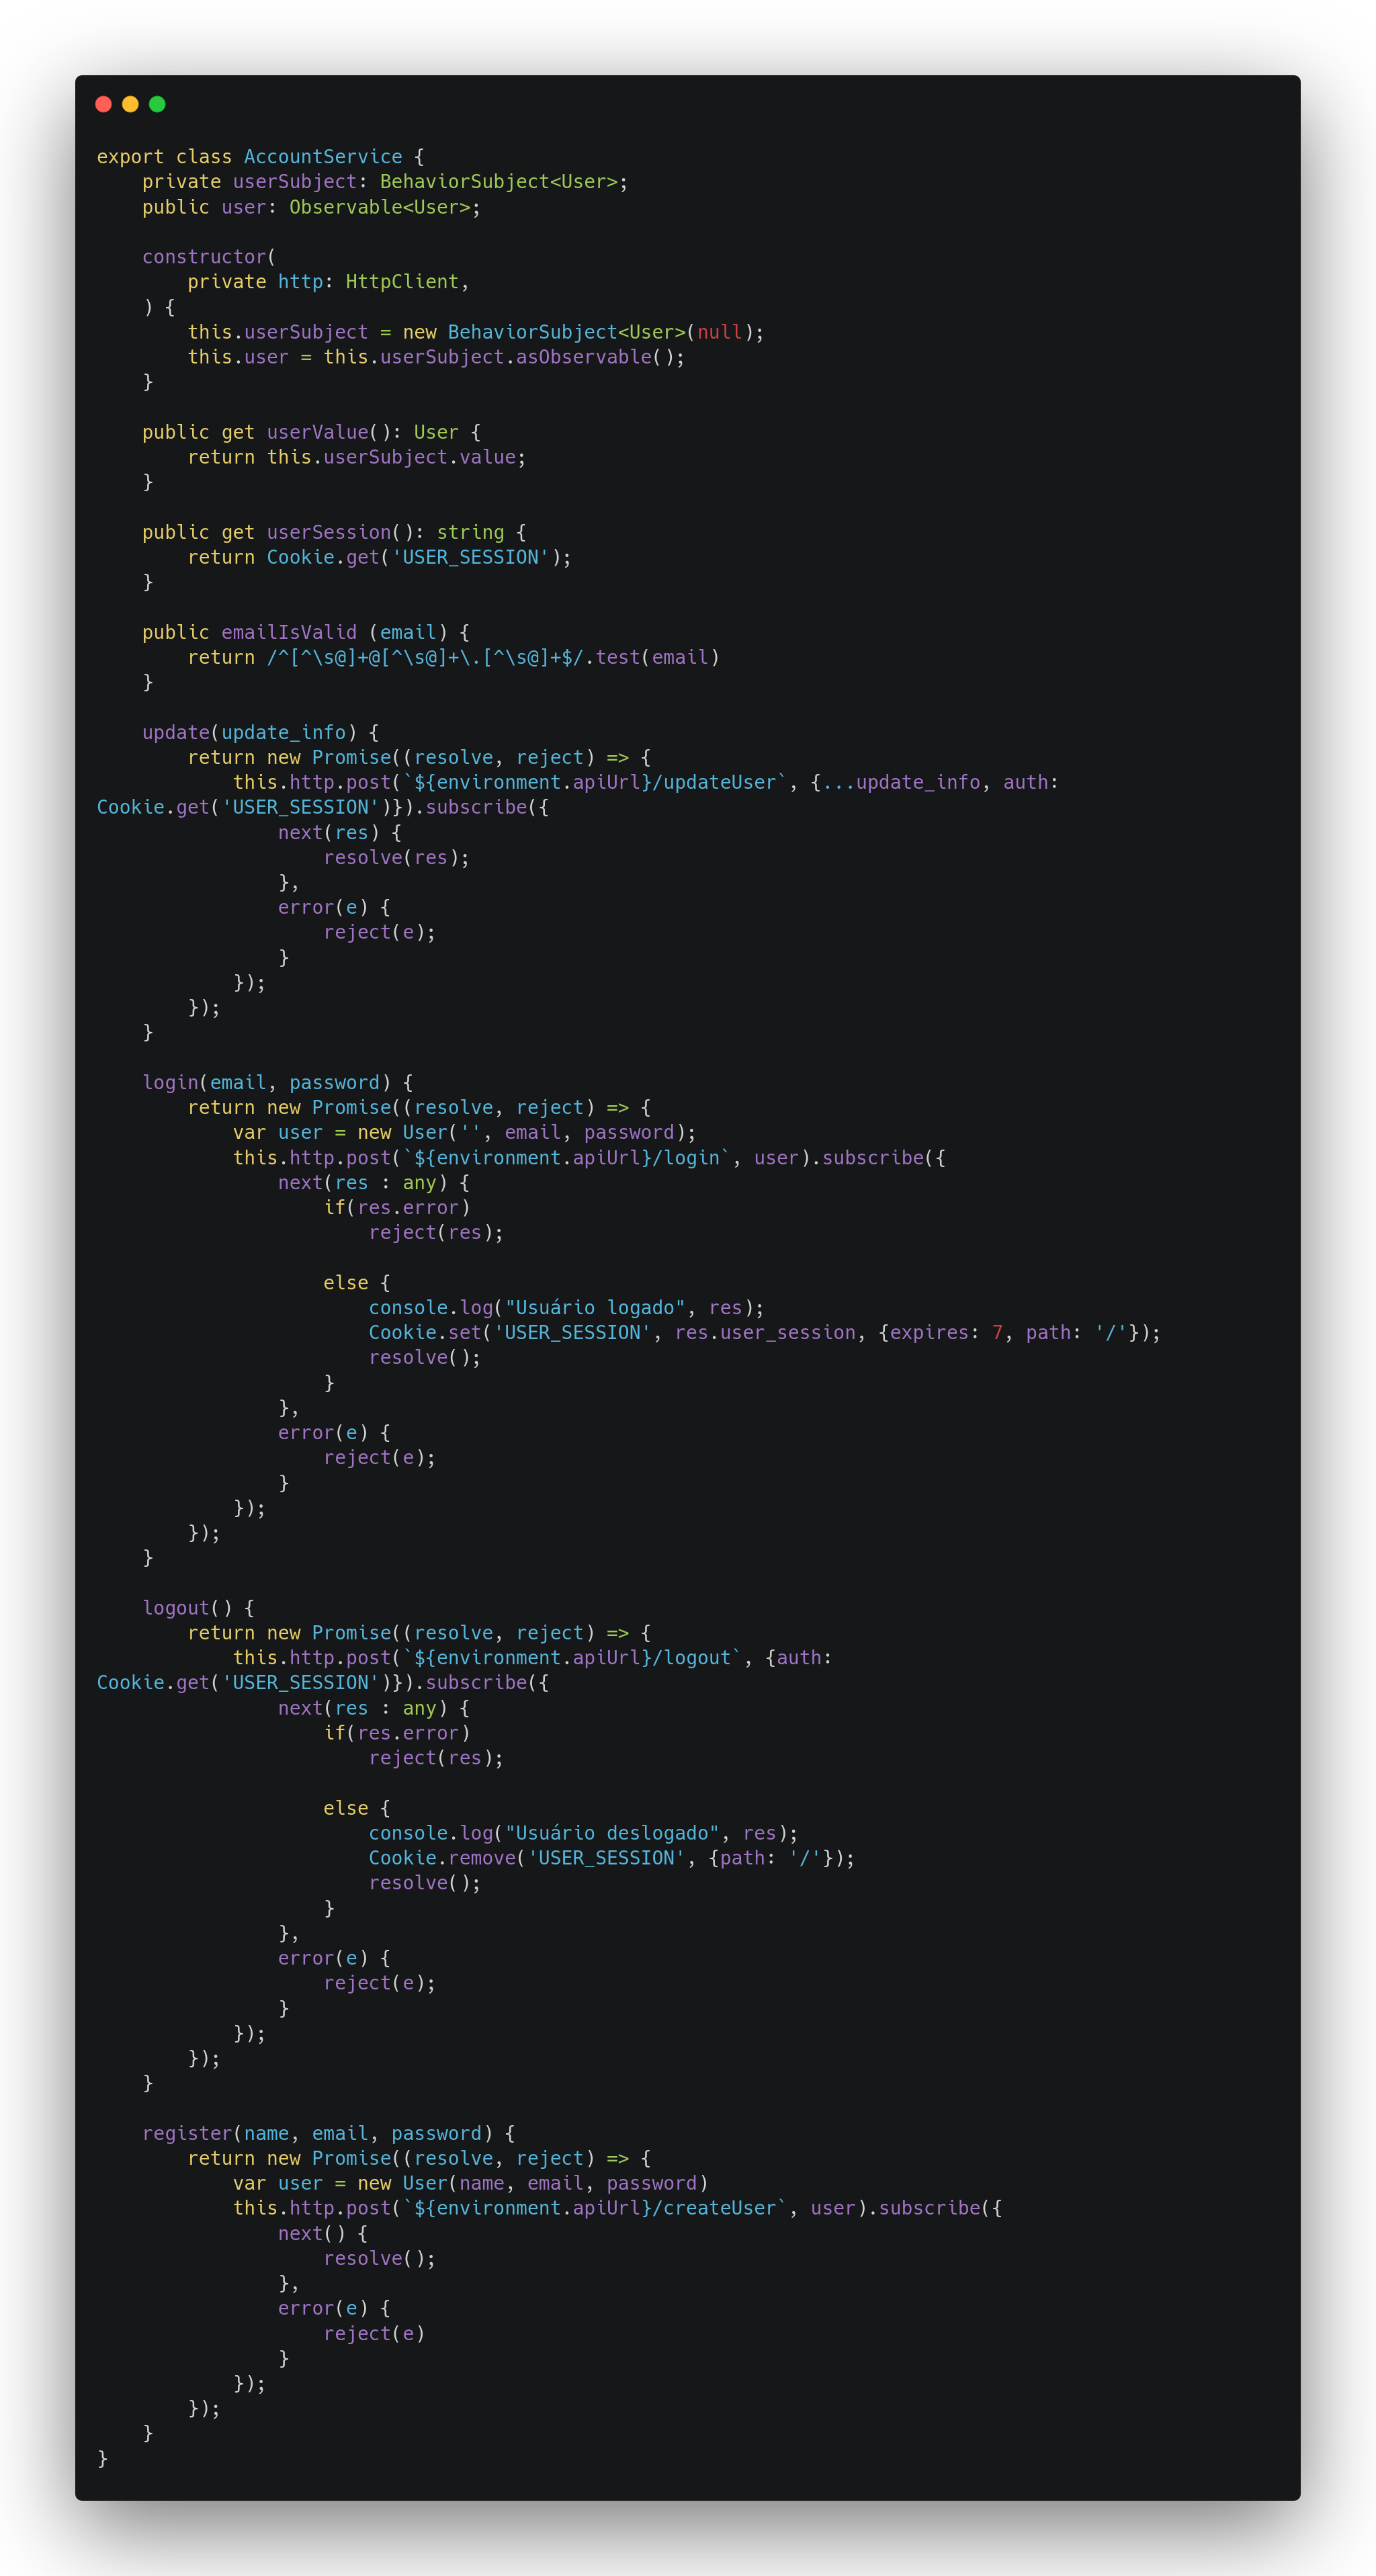 export class AccountService {
    private userSubject: BehaviorSubject<User>;
    public user: Observable<User>;

    constructor(
        private http: HttpClient,
    ) {
        this.userSubject = new BehaviorSubject<User>(null);
        this.user = this.userSubject.asObservable();
    }

    public get userValue(): User {
        return this.userSubject.value;
    }

    public get userSession(): string {
        return Cookie.get('USER_SESSION');
    }

    public emailIsValid (email) {
        return /^[^\s@]+@[^\s@]+\.[^\s@]+$/.test(email)
    }

    update(update_info) {
        return new Promise((resolve, reject) => {
            this.http.post(`${environment.apiUrl}/updateUser`, {...update_info, auth:
Cookie.get('USER_SESSION')}).subscribe({
                next(res) {
                    resolve(res);
                },
                error(e) {
                    reject(e);
                }
            });
        });
    }

    login(email, password) {
        return new Promise((resolve, reject) => {
            var user = new User('', email, password);
            this.http.post(`${environment.apiUrl}/login`, user).subscribe({
                next(res : any) {
                    if(res.error)
                        reject(res);

                    else {
                        console.log("Usuário logado", res);
                        Cookie.set('USER_SESSION', res.user_session, {expires: 7, path: '/'});
                        resolve();
                    }
                },
                error(e) {
                    reject(e);
                }
            });
        });
    }

    logout() {
        return new Promise((resolve, reject) => {
            this.http.post(`${environment.apiUrl}/logout`, {auth:
Cookie.get('USER_SESSION')}).subscribe({
                next(res : any) {
                    if(res.error)
                        reject(res);

                    else {
                        console.log("Usuário deslogado", res);
                        Cookie.remove('USER_SESSION', {path: '/'});
                        resolve();
                    }
                },
                error(e) {
                    reject(e);
                }
            });
        });
    }

    register(name, email, password) {
        return new Promise((resolve, reject) => {
            var user = new User(name, email, password)
            this.http.post(`${environment.apiUrl}/createUser`, user).subscribe({
                next() {
                    resolve();
                },
                error(e) {
                    reject(e)
                }
            });
        });
    }
}